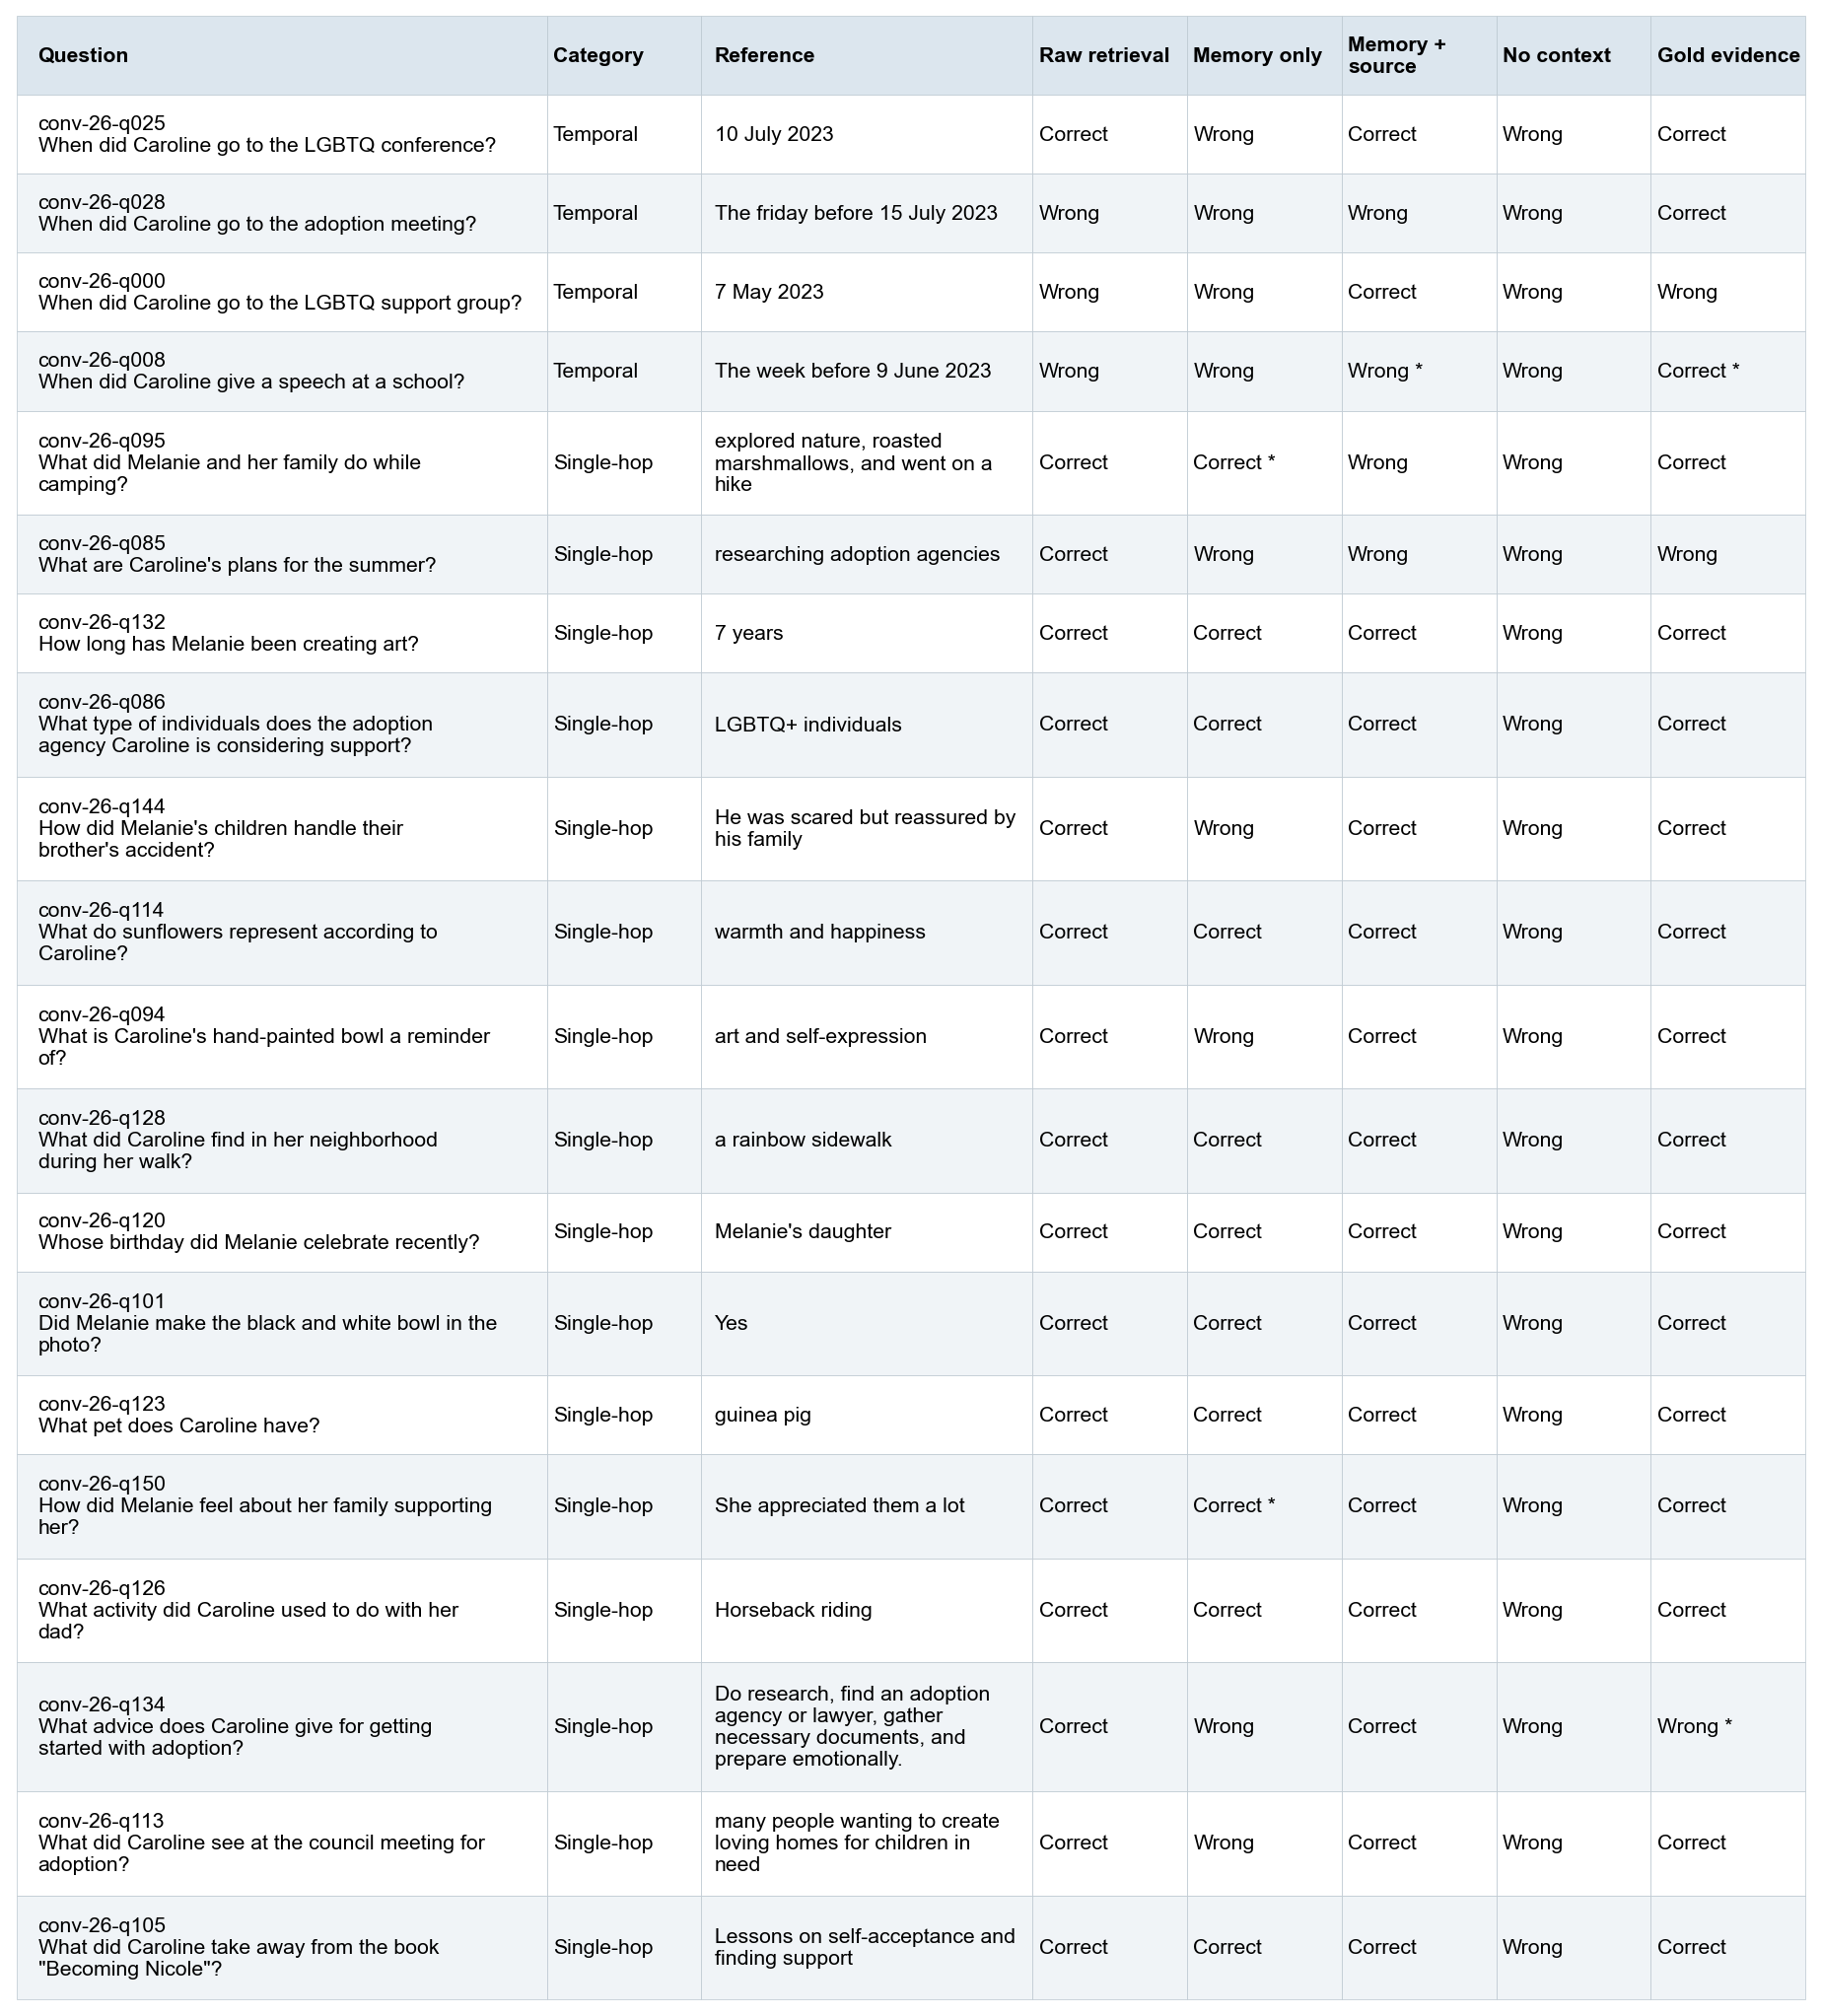 Question Category Reference Raw retrieval Memory only Memory + source No context Gold evidence
conv-26-q025
When did Caroline go to the LGBTQ conference? Temporal 10 July 2023 Correct Wrong Correct Wrong Correct
conv-26-q028
When did Caroline go to the adoption meeting? Temporal The friday before 15 July 2023 Wrong Wrong Wrong Wrong Correct
conv-26-q000
When did Caroline go to the LGBTQ support group? Temporal 7 May 2023 Wrong Wrong Correct Wrong Wrong
conv-26-q008
When did Caroline give a speech at a school? Temporal The week before 9 June 2023 Wrong Wrong Wrong * Wrong Correct *
conv-26-q095
What did Melanie and her family do while
camping?
Single-hop
explored nature, roasted
marshmallows, and went on a
hike
Correct Correct * Wrong Wrong Correct
conv-26-q085
What are Caroline's plans for the summer? Single-hop researching adoption agencies Correct Wrong Wrong Wrong Wrong
conv-26-q132
How long has Melanie been creating art? Single-hop 7 years Correct Correct Correct Wrong Correct
conv-26-q086
What type of individuals does the adoption
agency Caroline is considering support?
Single-hop LGBTQ+ individuals Correct Correct Correct Wrong Correct
conv-26-q144
How did Melanie's children handle their
brother's accident?
Single-hop
He was scared but reassured by
his family
Correct Wrong Correct Wrong Correct
conv-26-q114
What do sunflowers represent according to
Caroline?
Single-hop warmth and happiness Correct Correct Correct Wrong Correct
conv-26-q094
What is Caroline's hand-painted bowl a reminder
of?
Single-hop art and self-expression Correct Wrong Correct Wrong Correct
conv-26-q128
What did Caroline find in her neighborhood
during her walk?
Single-hop a rainbow sidewalk Correct Correct Correct Wrong Correct
conv-26-q120
Whose birthday did Melanie celebrate recently? Single-hop Melanie's daughter Correct Correct Correct Wrong Correct
conv-26-q101
Did Melanie make the black and white bowl in the
photo?
Single-hop Yes Correct Correct Correct Wrong Correct
conv-26-q123
What pet does Caroline have? Single-hop guinea pig Correct Correct Correct Wrong Correct
conv-26-q150
How did Melanie feel about her family supporting
her?
Single-hop She appreciated them a lot Correct Correct * Correct Wrong Correct
conv-26-q126
What activity did Caroline used to do with her
dad?
Single-hop Horseback riding Correct Correct Correct Wrong Correct
conv-26-q134
What advice does Caroline give for getting
started with adoption?
Single-hop
Do research, find an adoption
agency or lawyer, gather
necessary documents, and
prepare emotionally.
Correct Wrong Correct Wrong Wrong *
conv-26-q113
What did Caroline see at the council meeting for
adoption?
Single-hop
many people wanting to create
loving homes for children in
need
Correct Wrong Correct Wrong Correct
conv-26-q105
What did Caroline take away from the book
"Becoming Nicole"?
Single-hop
Lessons on self-acceptance and
finding support
Correct Correct Correct Wrong Correct